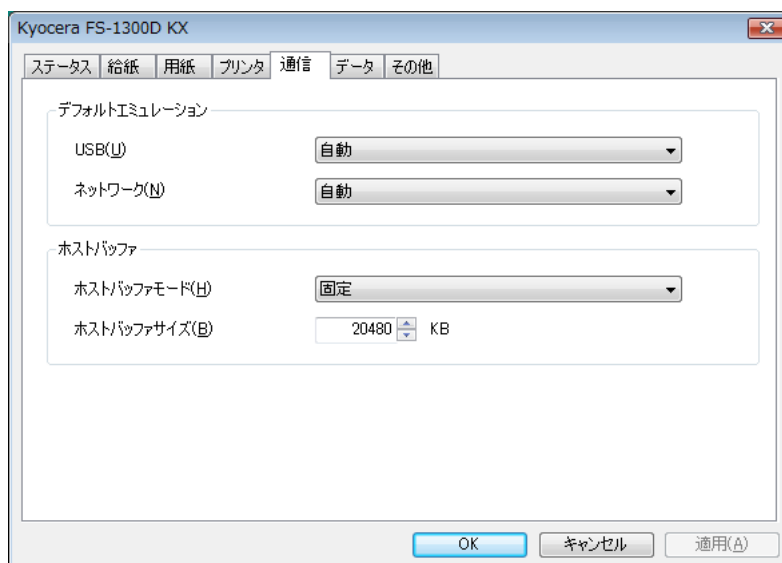 Kyocera FS-1300D KX
ステータス 給紙 用紙 プリンタ 通信 データ その他
デフォルトエミュレーション
USB(U) 自動
ネットワーク(N) 自動
ホストバッファ
ホストバッファモード(H) 固定
ホストバッファサイズ(B) 20480 KB
OK キャンセル 適用(A)